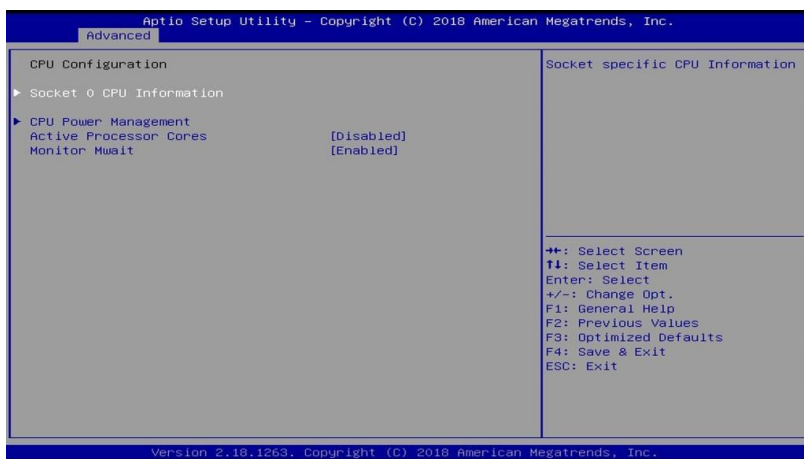 Aptio Setup Utility – Copyright (C) 2018 American Megatrends, Inc.
Advanced
CPU Configuration
Socket 0 CPU Information
CPU Power Management
Active Processor Cores [Disabled]
Monitor Mwait [Enabled]
Socket specific CPU Information
→←: Select Screen
↑↓: Select Item
Enter: Select
+/-: Change Opt.
F1: General Help
F2: Previous Values
F3: Optimized Defaults
F4: Save & Exit
ESC: Exit
Version 2.18.1263. Copyright (C) 2018 American Megatrends, Inc.